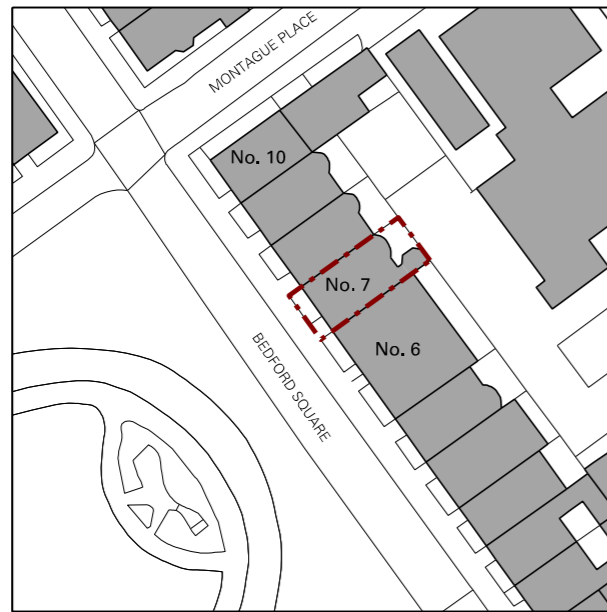 MONTAGUE PLACE
No. 10
No. 7
No. 6
BEDFORD SQUARE